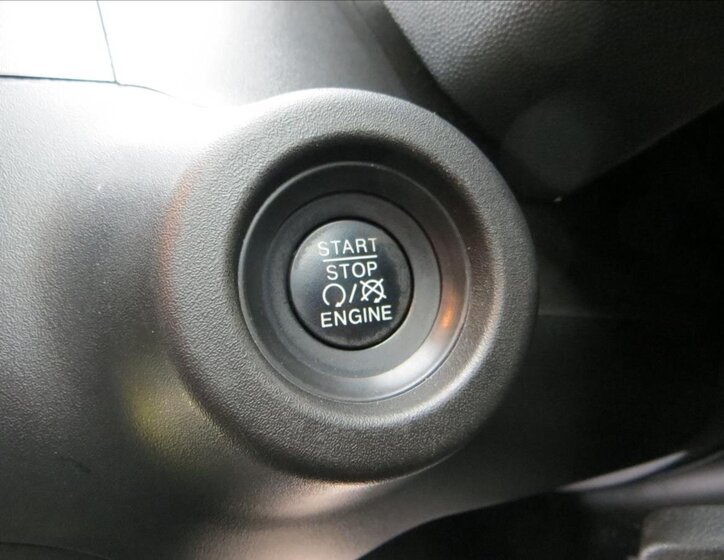 START
STOP
/
ENGINE